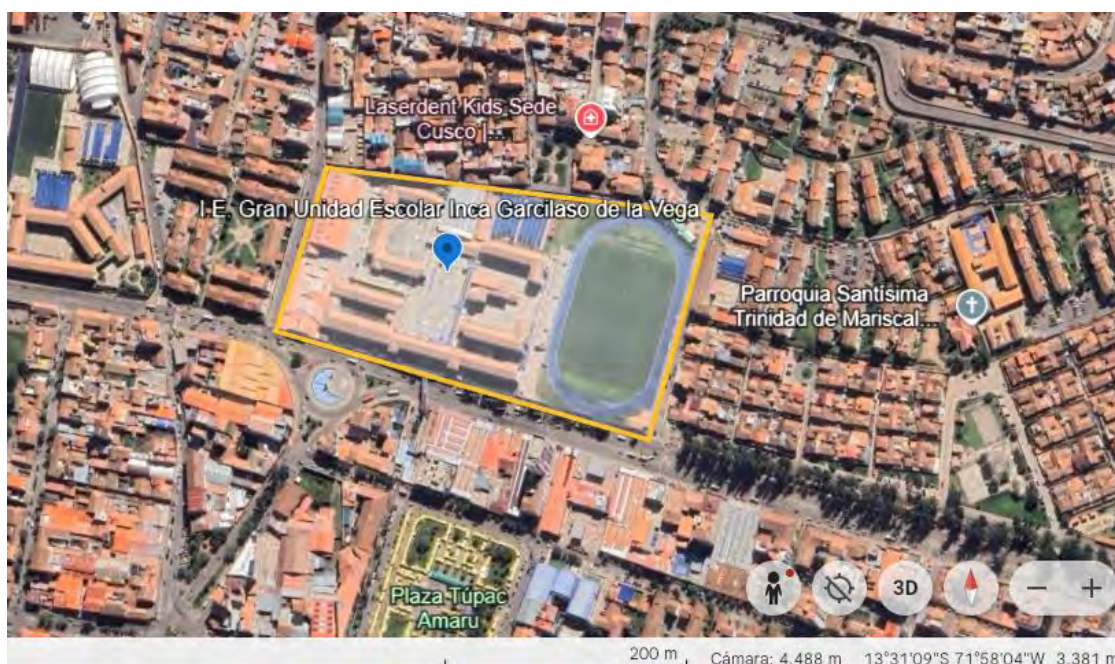 Laserdent Kids Sede
Cusco |...
I.E. Gran Unidad Escolar Inca Garcilaso de la Vega
Parroquia Santísima
Trinidad de Mariscal...
Plaza Túpac
Amaru
3D
200 m
Cámara: 4.488 m 13°31'09"S 71°58'04"W 3.381 m